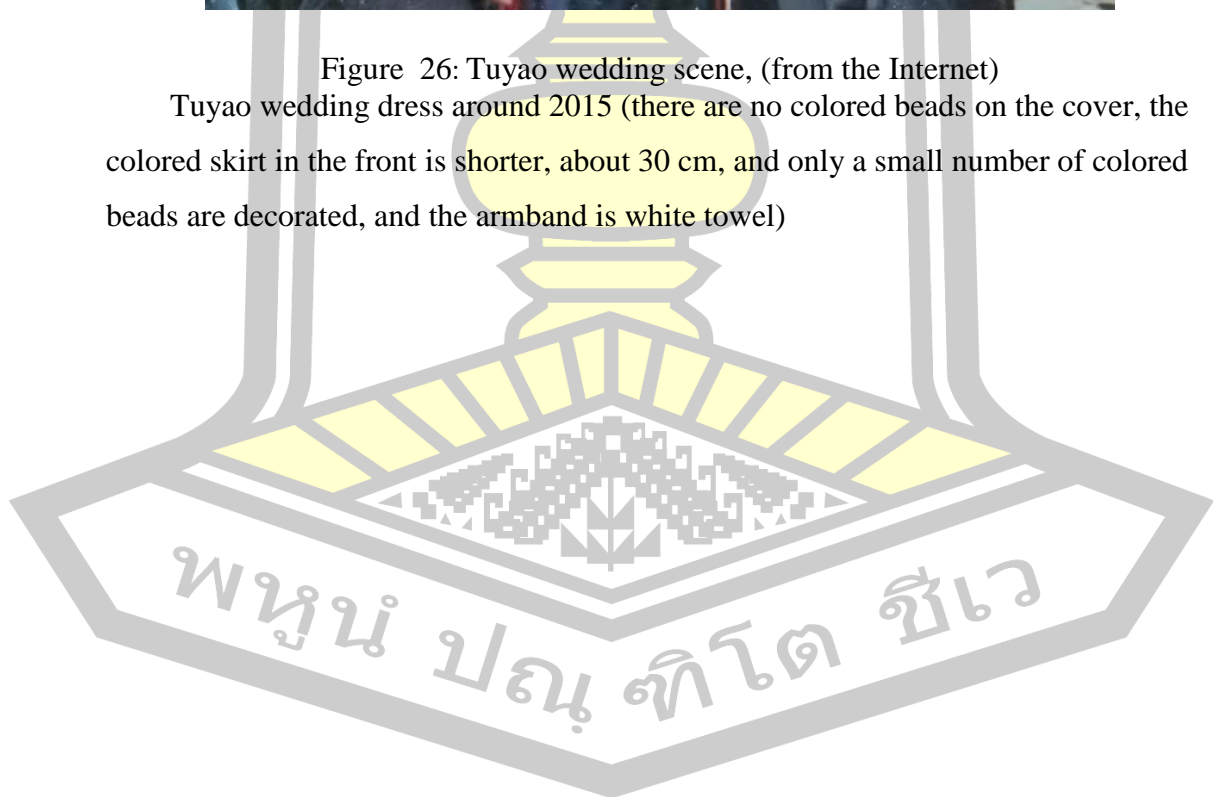 Figure  26: Tuyao wedding scene, (from the Internet)
Tuyao wedding dress around 2015 (there are no colored beads on the cover, the
colored skirt in the front is shorter, about 30 cm, and only a small number of colored
beads are decorated, and the armband is white towel)
พหูนํ ปณฺฑิโต ชีเว